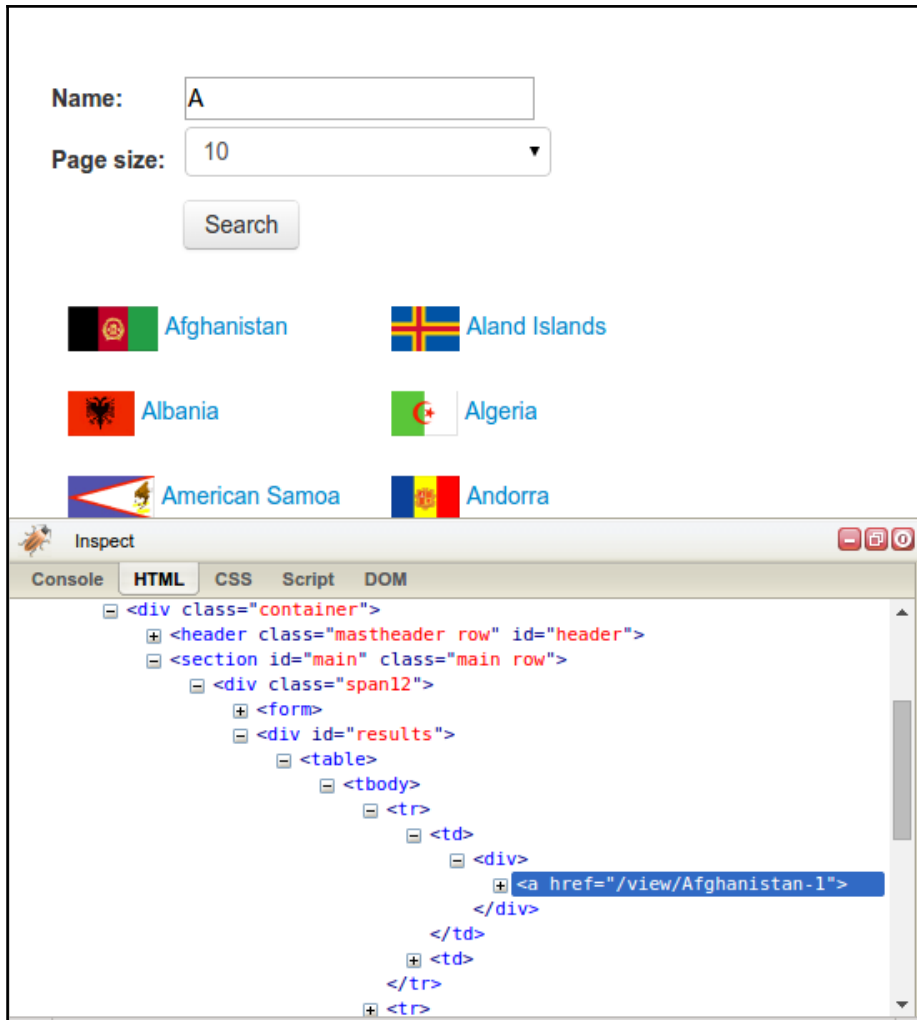 Name: A
Page size: 10
Search
Afghanistan Aland Islands
Albania Algeria
American Samoa Andorra
Inspect
Console HTML CSS Script DOM
<div class="container">
<header class="mastheader row" id="header">
<section id="main" class="main row">
<div class="span12">
<form>
<div id="results">
<table>
<tbody>
<tr>
<td>
<div>
<a href="/view/Afghanistan-1">
</div>
</td>
<td>
</tr>
<tr>